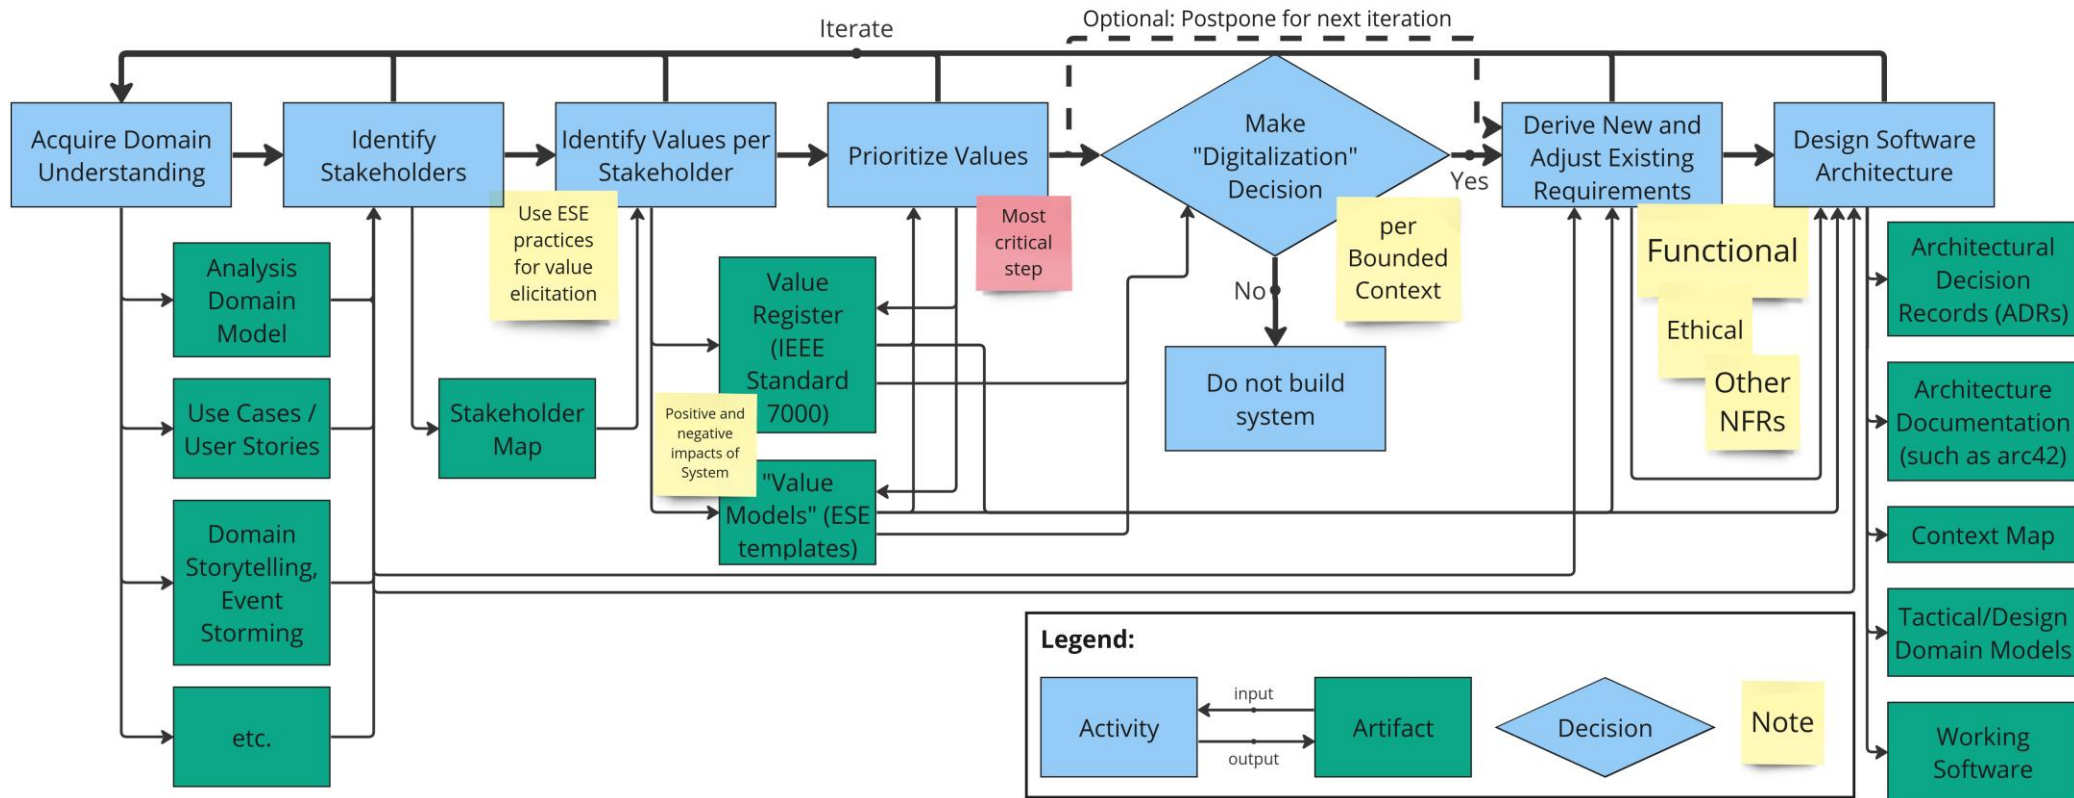 Optional: Postpone for next iteration
Iterate
Acquire Domain
Understanding
Identify
Stakeholders
Identify Values per
Stakeholder
Prioritize Values
Make
"Digitalization"
Decision
Yes
Derive New and
Adjust Existing
Requirements
Design Software
Architecture
Use ESE
practices
for value
elicitation
Most
critical
step
per
Bounded
Context
No
Do not build
system
Functional
Ethical
Other
NFRs
Analysis
Domain
Model
Use Cases /
User Stories
Domain
Storytelling,
Event
Storming
etc.
Stakeholder
Map
Value
Register
(IEEE
Standard
7000)
Positive and
negative
impacts of
System
"Value
Models" (ESE
templates)
Architectural
Decision
Records (ADRs)
Architecture
Documentation
(such as arc42)
Context Map
Tactical/Design
Domain Models
Working
Software
Legend:
Activity
input
output
Artifact
Decision
Note